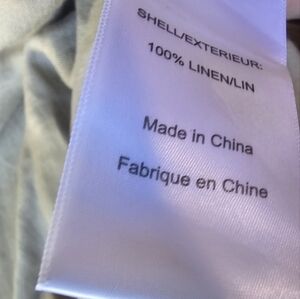 SHELL/EXTERIEUR:
100% LINEN/LIN
Made in China
Fabrique en Chine